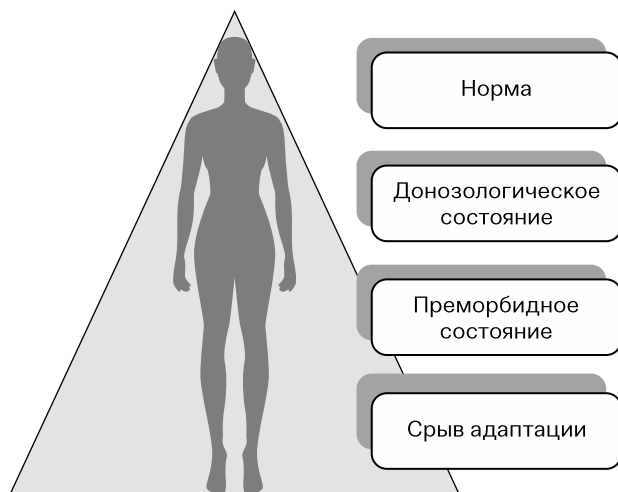 Норма
Донозологическое
состояние
Преморбидное
состояние
Срыв адаптации